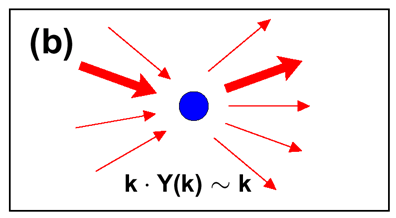 (b)
k · Y(k) ∼ k